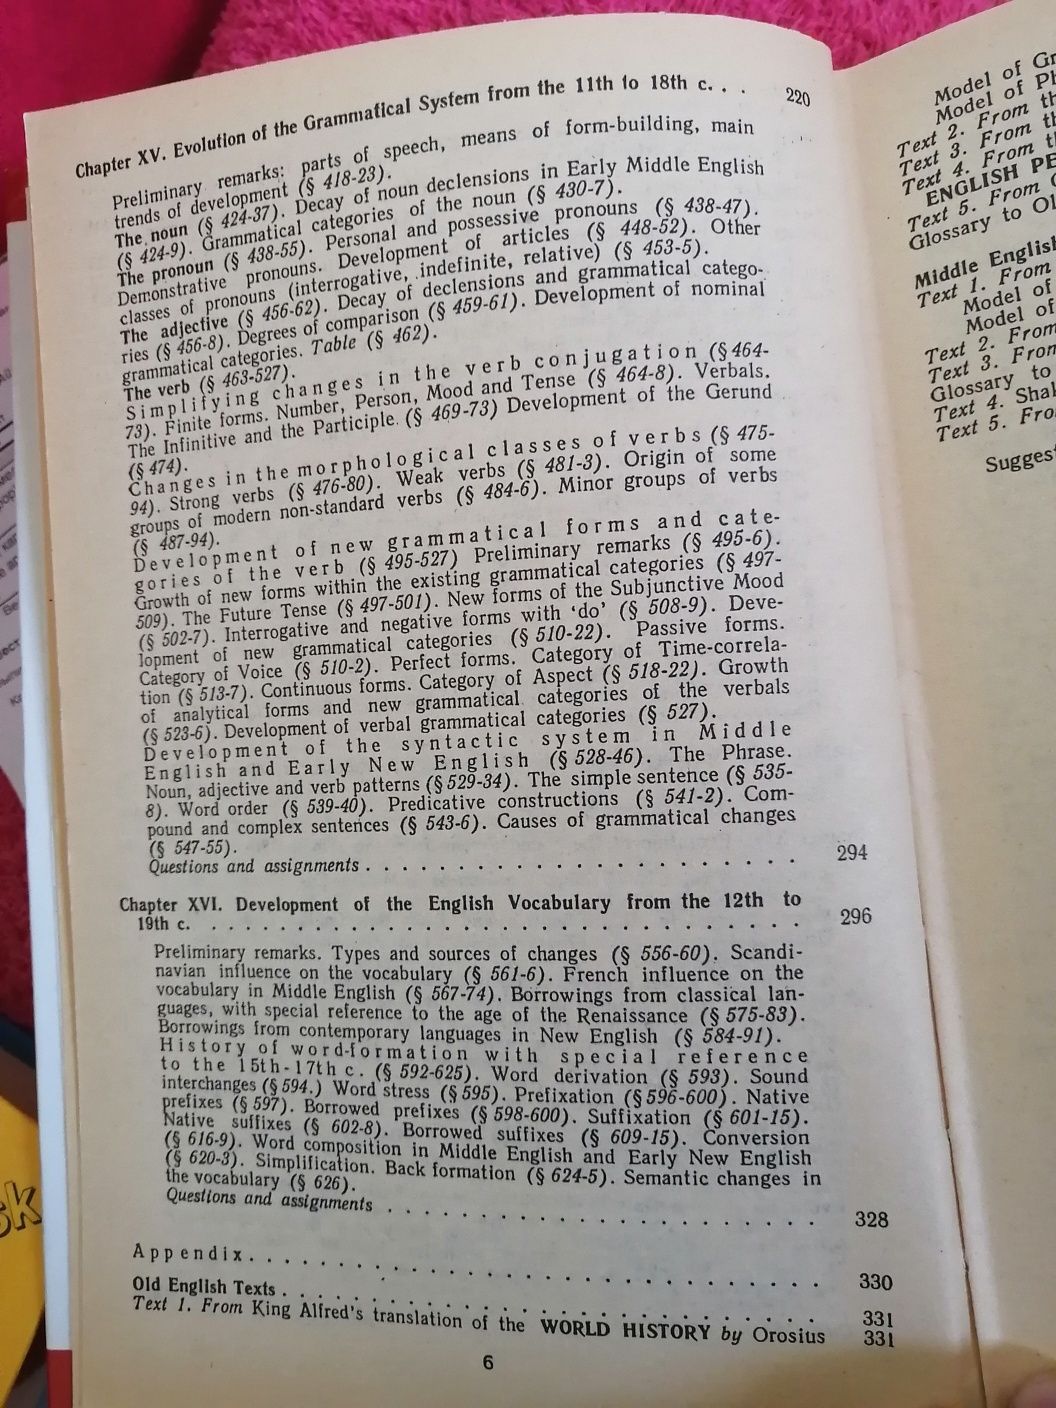 Chapter XV. Evolution of the Grammatical System from the 11th to 18th c. . . 220
Preliminary remarks: parts of speech, means of form-building, main
trends of development (§ 418-23).
The noun (§ 424-37). Decay of noun declensions in Early Middle English
(§ 424-9). Grammatical categories of the noun (§ 430-7).
The pronoun (§ 438-55). Personal and possessive pronouns (§ 438-47).
Demonstrative pronouns. Development of articles (§ 448-52). Other
classes of pronouns (interrogative, indefinite, relative) (§ 453-5).
The adjective (§ 456-62). Decay of declensions and grammatical catego-
ries (§ 456-8). Degrees of comparison (§ 459-61). Development of nominal
grammatical categories. Table (§ 462).
The verb (§ 463-527).
Simplifying changes in the verb conjugation (§ 464-
73). Finite forms. Number, Person, Mood and Tense (§ 464-8). Verbals.
The Infinitive and the Participle. (§ 469-73) Development of the Gerund
(§ 474).
Changes in the morphological classes of verbs (§ 475-
94). Strong verbs (§ 476-80). Weak verbs (§ 481-3). Origin of some
groups of modern non-standard verbs (§ 484-6). Minor groups of verbs
(§ 487-94).
Development of new grammatical forms and cate-
gories of the verb (§ 495-527) Preliminary remarks (§ 495-6).
Growth of new forms within the existing grammatical categories (§ 497-
509). The Future Tense (§ 497-501). New forms of the Subjunctive Mood
(§ 502-7). Interrogative and negative forms with ‘do’ (§ 508-9). Deve-
lopment of new grammatical categories (§ 510-22). Passive forms.
Category of Voice (§ 510-2). Perfect forms. Category of Time-correla-
tion (§ 513-7). Continuous forms. Category of Aspect (§ 518-22). Growth
of analytical forms and new grammatical categories of the verbals
(§ 523-6). Development of verbal grammatical categories (§ 527).
Development of the syntactic system in Middle
English and Early New English (§ 528-46). The Phrase.
Noun, adjective and verb patterns (§ 529-34). The simple sentence (§ 535-
8). Word order (§ 539-40). Predicative constructions (§ 541-2). Com-
pound and complex sentences (§ 543-6). Causes of grammatical changes
(§ 547-55).
Questions and assignments . . . . . . . . . . . . . . . . . . . . 294
Chapter XVI. Development of the English Vocabulary from the 12th to
19th c. . . . . . . . . . . . . . . . . . . . . . . . . . . 296
Preliminary remarks. Types and sources of changes (§ 556-60). Scandi-
navian influence on the vocabulary (§ 561-6). French influence on the
vocabulary in Middle English (§ 567-74). Borrowings from classical lan-
guages, with special reference to the age of the Renaissance (§ 575-83).
Borrowings from contemporary languages in New English (§ 584-91).
History of word-formation with special reference
to the 15th-17th c. (§ 592-625). Word derivation (§ 593). Sound
interchanges (§ 594.) Word stress (§ 595). Prefixation (§ 596-600). Native
prefixes (§ 597). Borrowed prefixes (§ 598-600). Suffixation (§ 601-15).
Native suffixes (§ 602-8). Borrowed suffixes (§ 609-15). Conversion
(§ 616-9). Word composition in Middle English and Early New English
(§ 620-3). Simplification. Back formation (§ 624-5). Semantic changes in
the vocabulary (§ 626).
Questions and assignments . . . . . . . . . . . . . . . . . . . 328
Appendix . . . . . . . . . . . . . . . . . . . . . . . . . 330
Old English Texts . . . . . . . . . . . . . . . . . . . . . . . 331
Text 1. From King Alfred's translation of the WORLD HISTORY by Orosius 331
6
Model of
Model of
Text 2. From
Text 3. From
Text 4. From
ENGLISH
Text 5. From
Glossary to
Middle English
Text 1. From
Model of
Model of
Text 2. From
Text 3. From
Glossary to
Text 4.
Text 5.